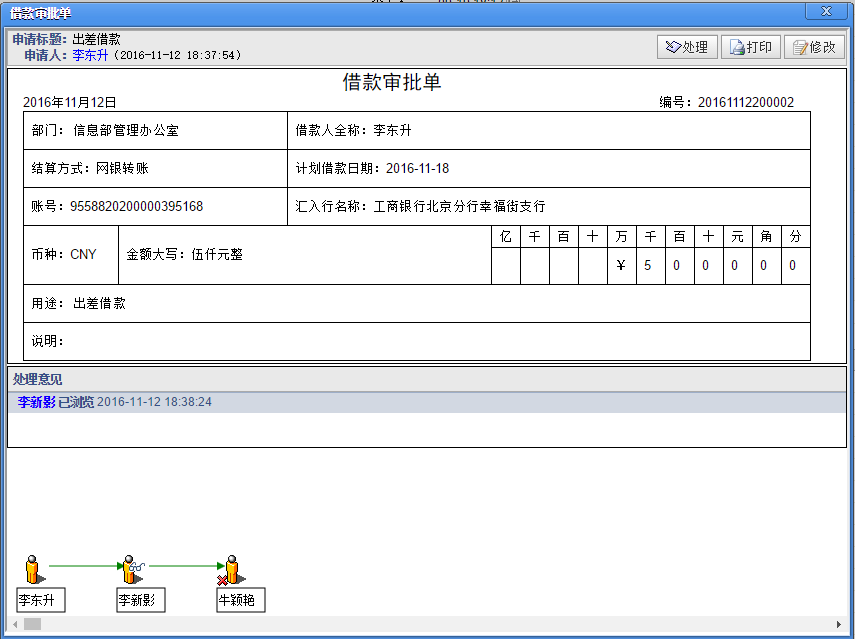 借款审批单
申请标题：出差借款
申请人：李东升（2016-11-12 18:37:54）
处理 打印 修改
借款审批单
2016年11月12日 编号：20161112200002
部门：信息部管理办公室 借款人全称：李东升
结算方式：网银转账 计划借款日期：2016-11-18
账号：9558820200000395168 汇入行名称：工商银行北京分行幸福街支行
亿 千 百 十 万 千 百 十 元 角 分
币种：CNY 金额大写：伍仟元整 ¥ 5 0 0 0 0 0
用途：出差借款
说明：
处理意见
李新影 已浏览 2016-11-12 18:38:24
李东升 李新影 牛颖艳